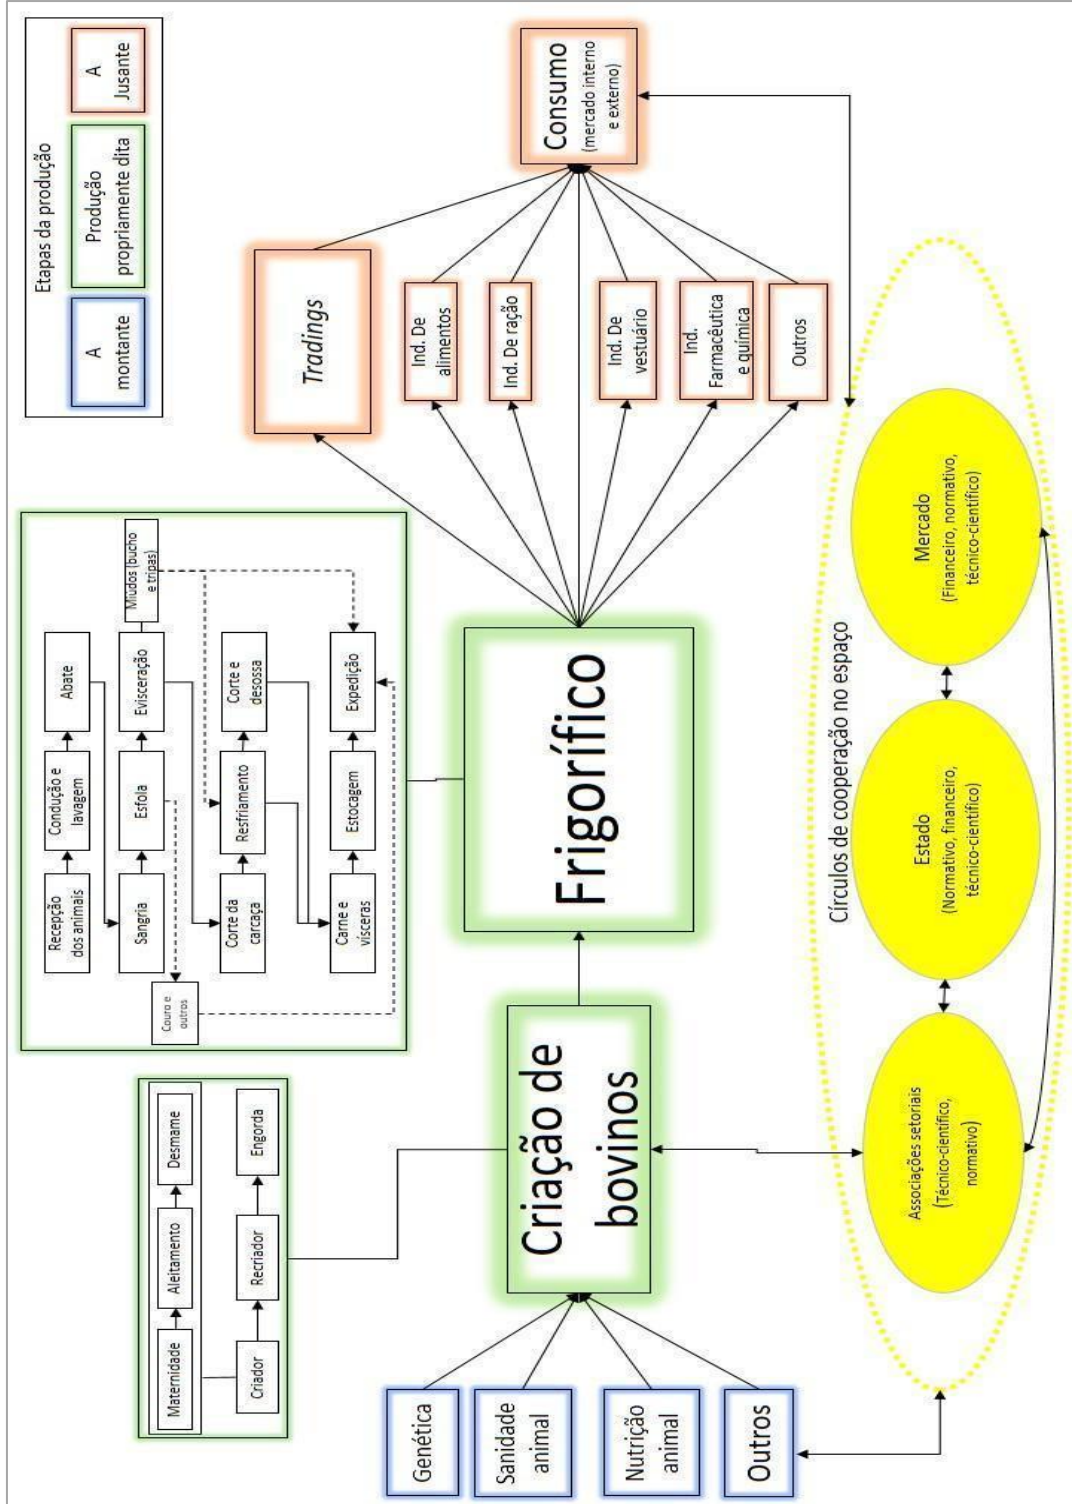 Etapas da produção
A
montante
Produção
propriamente dita
A
Jusante
Maternidade
Aleitamento
Desmame
Criador
Recriador
Engorda
Recepção
dos animais
Condução e
lavagem
Abate
Sangria
Esfola
Evisceração
Miúdos (bucho
e tripas)
Couro e
outros
Corte da
carcaça
Resfriamento
Corte e
desossa
Carne e
vísceras
Estocagem
Expedição
Genética
Sanidade
animal
Nutrição
animal
Outros
Criação de
bovinos
Frigorífico
Tradings
Ind. De
alimentos
Ind. De ração
Ind. De
vestuário
Ind.
Farmacêutica
e química
Outros
Consumo
(mercado interno
e externo)
Círculos de cooperação no espaço
Associações setoriais
(Técnico-científico,
normativo)
Estado
(Normativo, financeiro,
técnico-científico)
Mercado
(Financeiro, normativo,
técnico-científico)